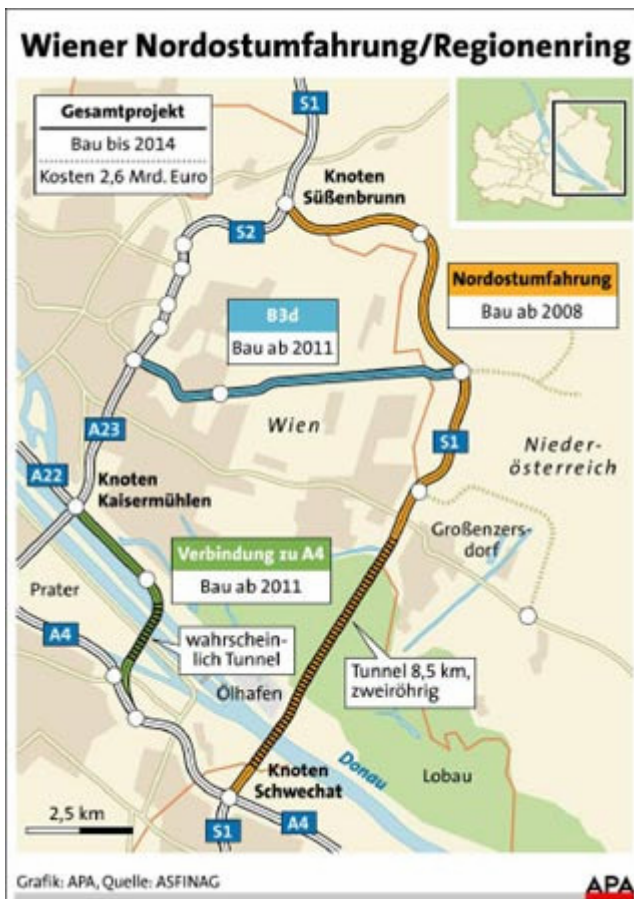 Wiener Nordostumfahrung/Regionenring
Gesamtprojekt
Bau bis 2014
Kosten 2,6 Mrd. Euro
S1
Knoten
Süßenbrunn
S2
Nordostumfahrung
Bau ab 2008
B3d
Bau ab 2011
Wien
A23
S1
Nieder-
österreich
A22
Knoten
Kaisermühlen
Großenzers-
dorf
Verbindung zu A4
Bau ab 2011
Prater
A4
wahrschein-
lich Tunnel
Tunnel 8,5 km,
zweiröhrig
Ölhafen
Donau
Lobau
Knoten
Schwechat
2,5 km
S1
A4
Grafik: APA, Quelle: ASFINAG
APA